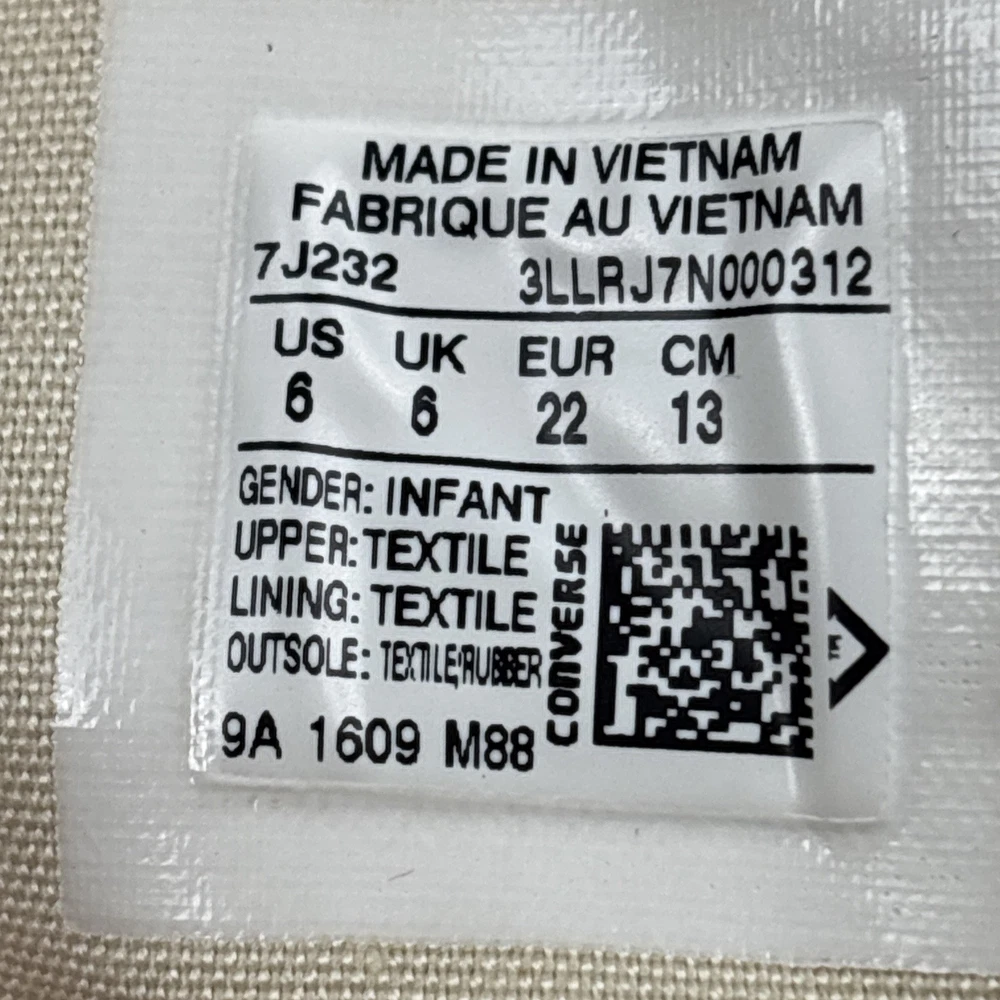 MADE IN VIETNAM
FABRIQUE AU VIETNAM
7J232 3LLRJ7N000312
US UK EUR CM
6 6 22 13
GENDER: INFANT
UPPER: TEXTILE
LINING: TEXTILE
OUTSOLE: TEXTILE/RUBBER
CONVERSE
9A 1609 M88